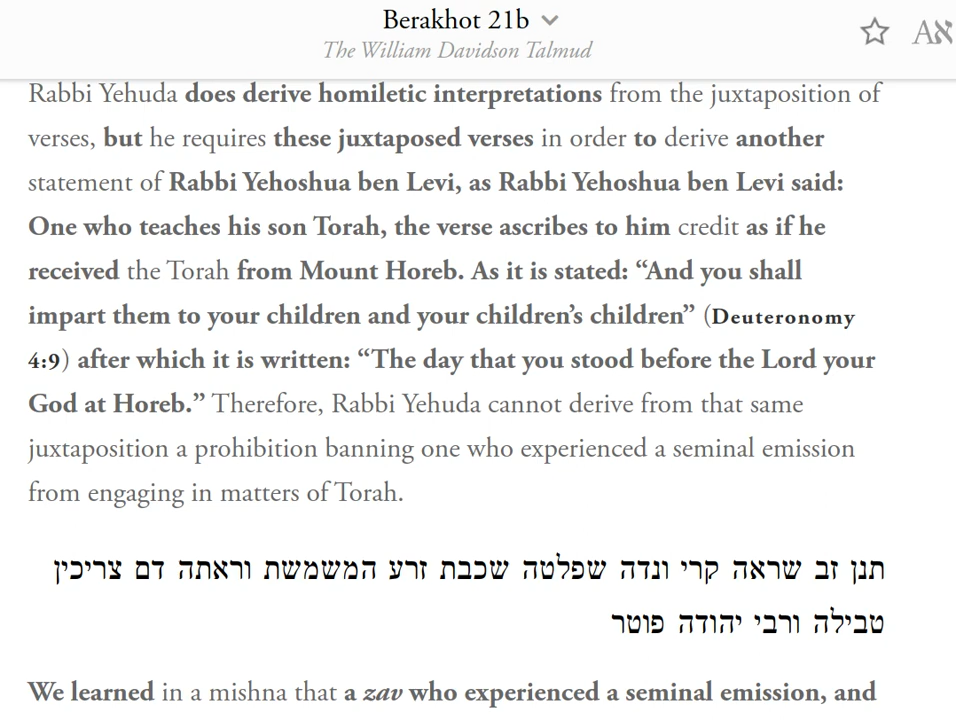 Berakhot 21b
The William Davidson Talmud
Aא
Rabbi Yehuda does derive homiletic interpretations from the juxtaposition of
verses, but he requires these juxtaposed verses in order to derive another
statement of Rabbi Yehoshua ben Levi, as Rabbi Yehoshua ben Levi said:
One who teaches his son Torah, the verse ascribes to him credit as if he
received the Torah from Mount Horeb. As it is stated: “And you shall
impart them to your children and your children’s children” (Deuteronomy
4:9) after which it is written: “The day that you stood before the Lord your
God at Horeb.” Therefore, Rabbi Yehuda cannot derive from that same
juxtaposition a prohibition banning one who experienced a seminal emission
from engaging in matters of Torah.
תנן זב שראה קרי ונדה שפלטה שכבת זרע המשמשת וראתה דם צריכין
טבילה ורבי יהודה פוטר
We learned in a mishna that a zav who experienced a seminal emission, and